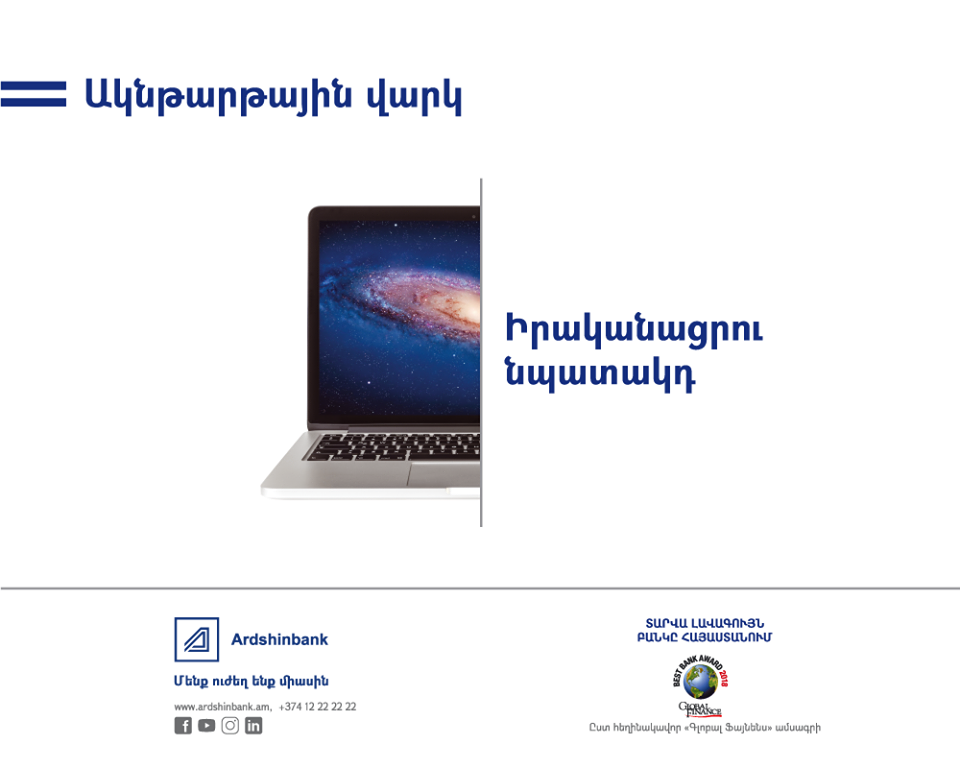 Ակնթարթային վարկ
Իրականացրու
նպատակդ
Ardshinbank
Մենք ուժեղ ենք միասին
www.ardshinbank.am, +374 12 22 22 22
ՏԱՐՎԱ ԼԱՎԱԳՈՒՅՆ
ԲԱՆԿԸ ՀԱՅԱՍՏԱՆՈՒՄ
BEST BANK AWARD 2018
GLOBAL
FINANCE
Ըստ հեղինակավոր «Գլոբալ Ֆայնենս» ամսագրի